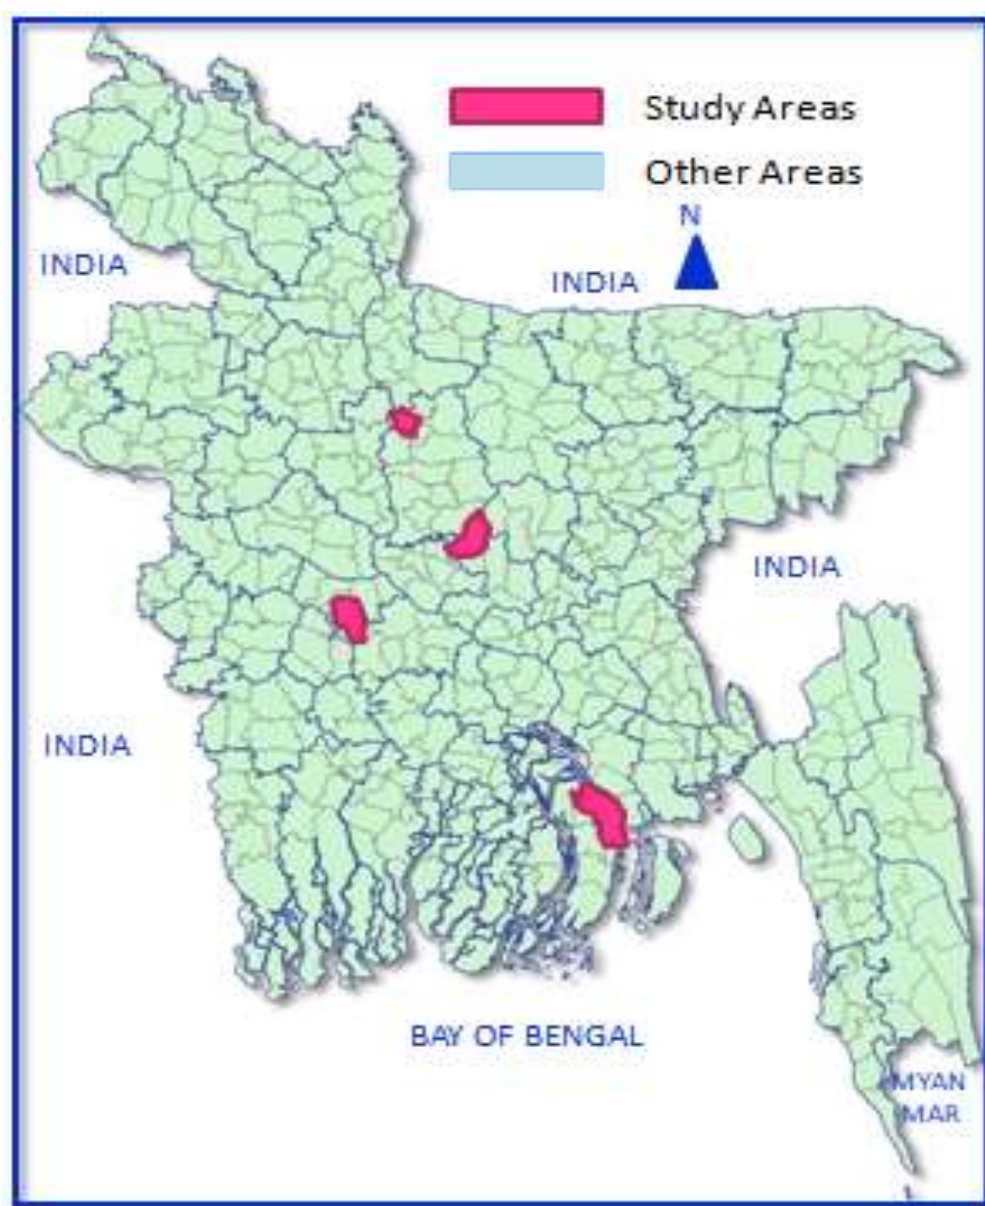 Study Areas
Other Areas
N
INDIA
INDIA
INDIA
INDIA
BAY OF BENGAL
MYAN
MAR